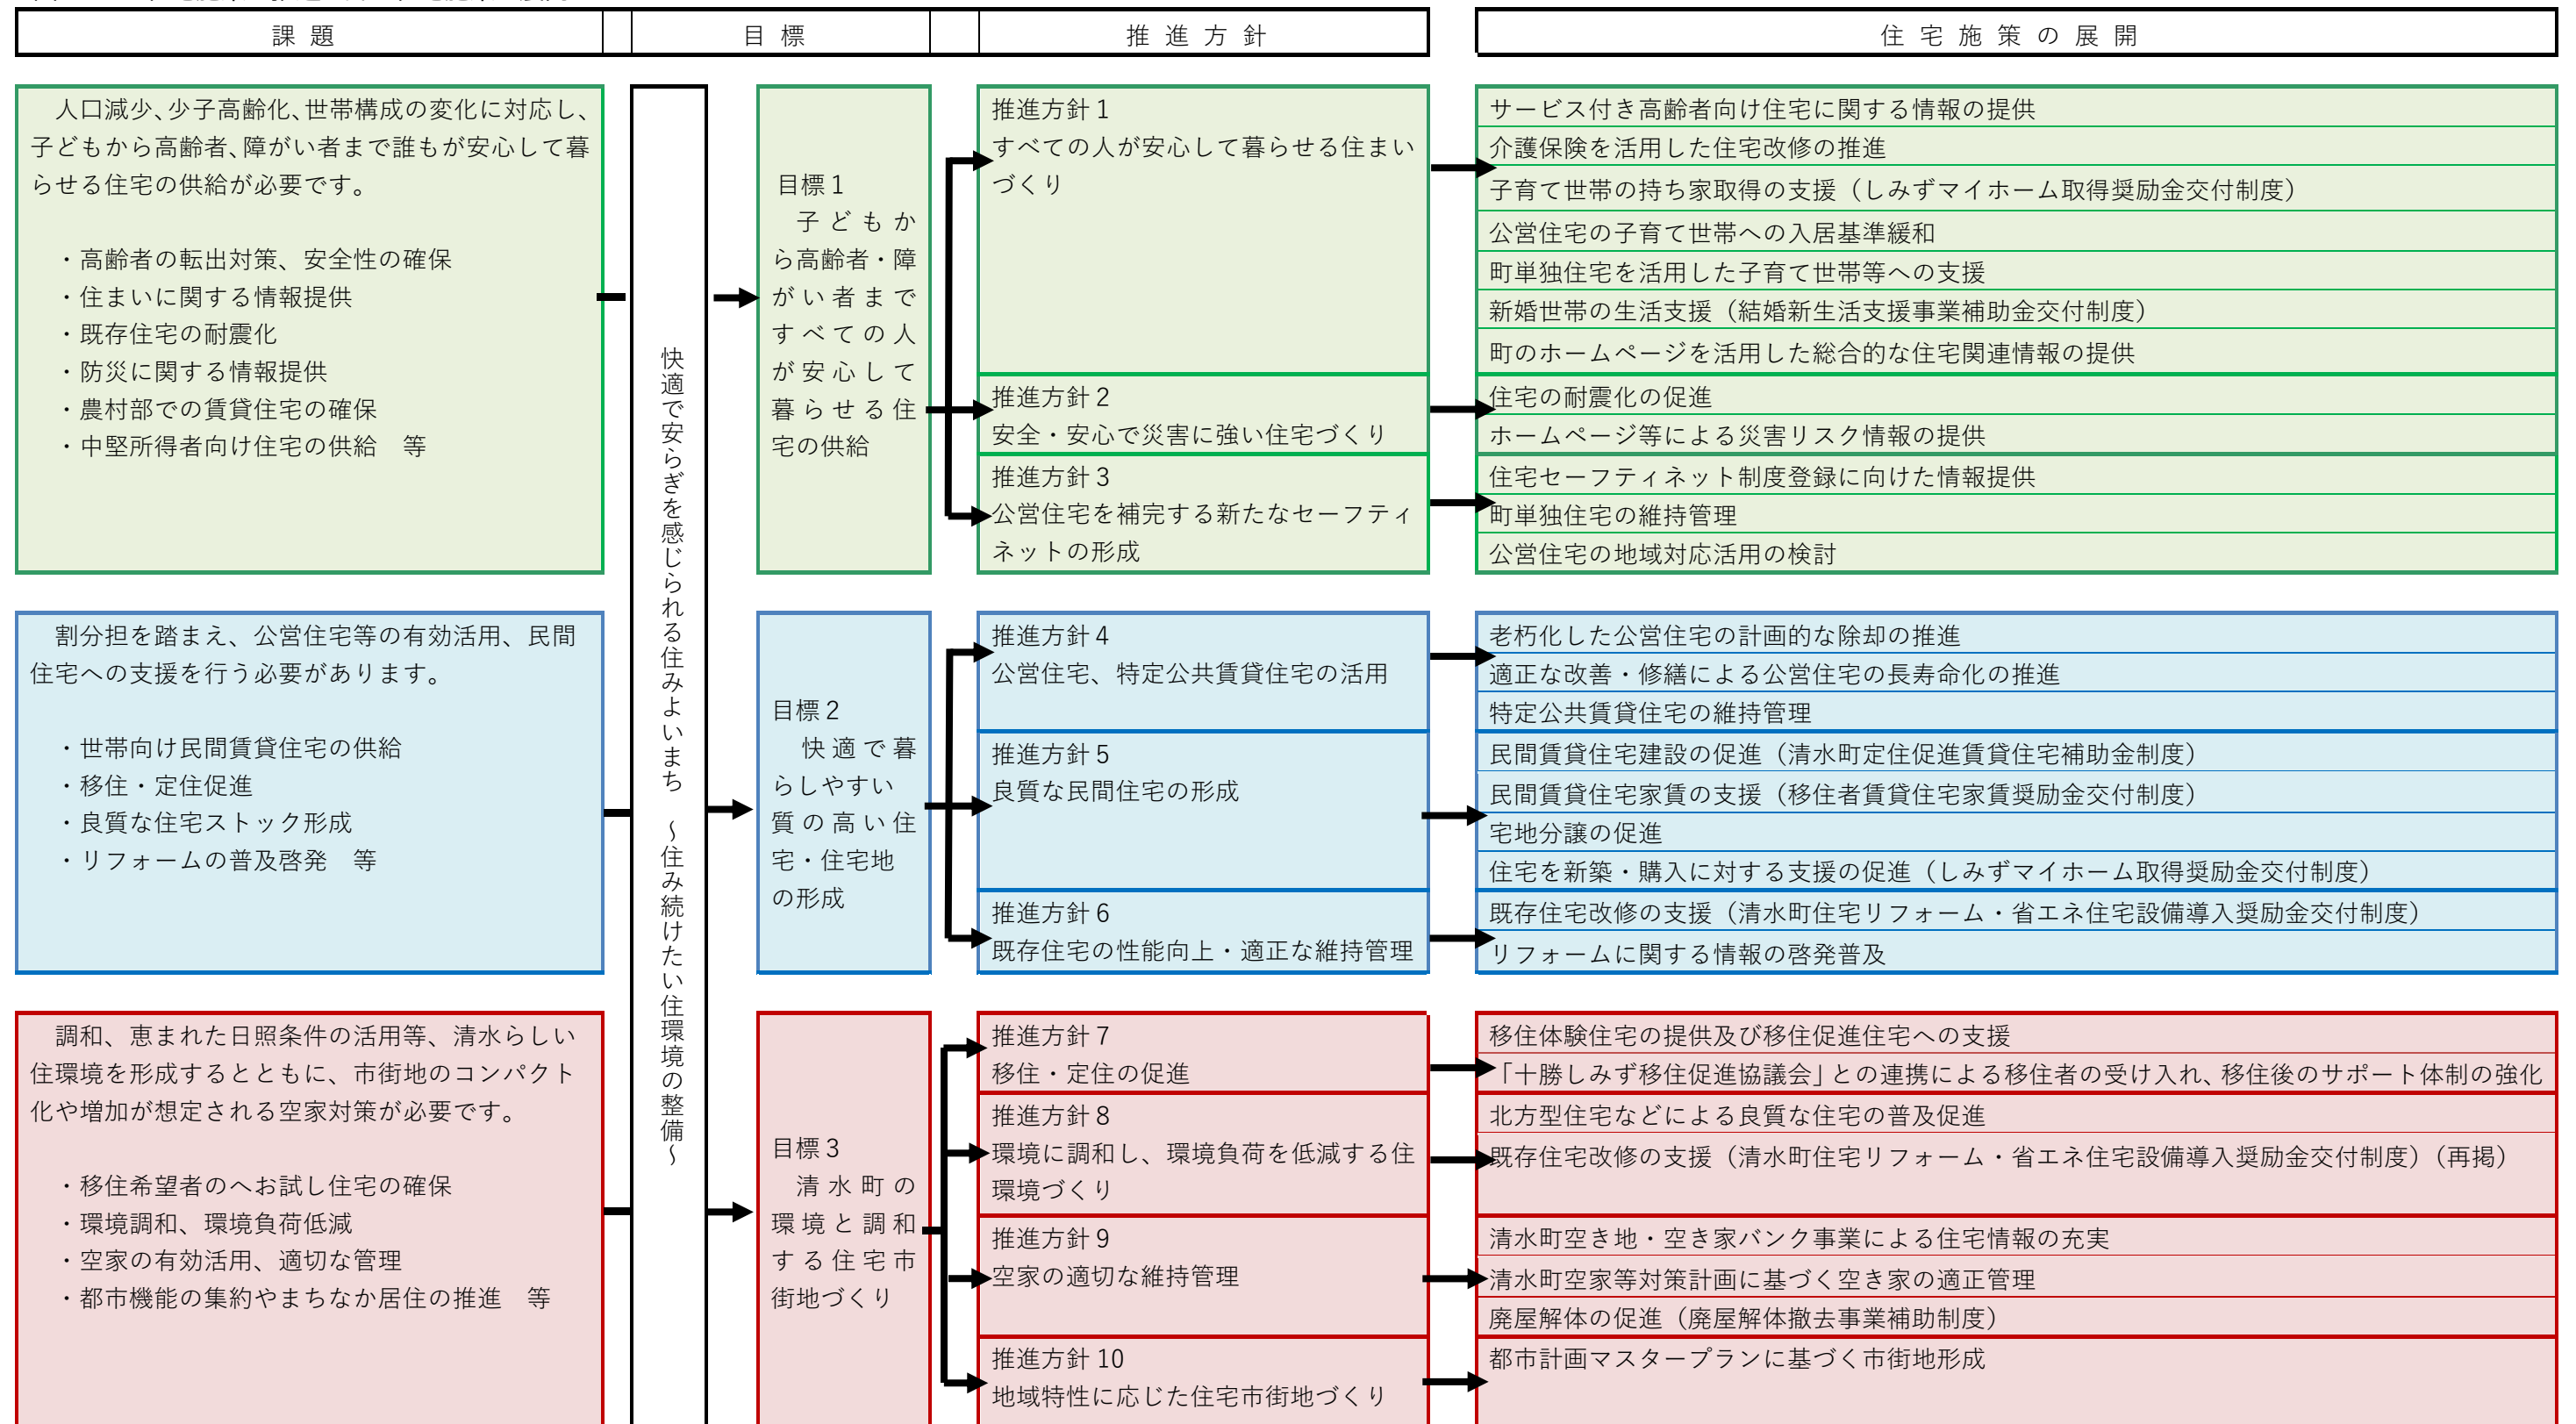 課題
目標
推進方針
住宅施策の展開
人口減少、少子高齢化、世帯構成の変化に対応し、
子どもから高齢者、障がい者まで誰もが安心して暮
らせる住宅の供給が必要です。
・高齢者の転出対策、安全性の確保
・住まいに関する情報提供
・既存住宅の耐震化
・防災に関する情報提供
・農村部での賃貸住宅の確保
・中堅所得者向け住宅の供給　等
割分担を踏まえ、公営住宅等の有効活用、民間
住宅への支援を行う必要があります。
・世帯向け民間賃貸住宅の供給
・移住・定住促進
・良質な住宅ストック形成
・リフォームの普及啓発　等
調和、恵まれた日照条件の活用等、清水らしい
住環境を形成するとともに、市街地のコンパクト
化や増加が想定される空家対策が必要です。
・移住希望者のへお試し住宅の確保
・環境調和、環境負荷低減
・空家の有効活用、適切な管理
・都市機能の集約やまちなか居住の推進　等
快適で安らぎを感じられる住みよいまち　～住み続けたい住環境の整備～
目標１
子どもか
ら高齢者・障
がい者まで
すべての人
が安心して
暮らせる住
宅の供給
目標２
快適で暮
らしやすい
質の高い住
宅・住宅地
の形成
目標３
清水町の
環境と調和
する住宅市
街地づくり
推進方針１
すべての人が安心して暮らせる住まい
づくり
推進方針２
安全・安心で災害に強い住宅づくり
推進方針３
公営住宅を補完する新たなセーフティ
ネットの形成
推進方針４
公営住宅、特定公共賃貸住宅の活用
推進方針５
良質な民間住宅の形成
推進方針６
既存住宅の性能向上・適正な維持管理
推進方針７
移住・定住の促進
推進方針８
環境に調和し、環境負荷を低減する住
環境づくり
推進方針９
空家の適切な維持管理
推進方針 10
地域特性に応じた住宅市街地づくり
サービス付き高齢者向け住宅に関する情報の提供
介護保険を活用した住宅改修の推進
子育て世帯の持ち家取得の支援（しみずマイホーム取得奨励金交付制度）
公営住宅の子育て世帯への入居基準緩和
町単独住宅を活用した子育て世帯等への支援
新婚世帯の生活支援（結婚新生活支援事業補助金交付制度）
町のホームページを活用した総合的な住宅関連情報の提供
住宅の耐震化の促進
ホームページ等による災害リスク情報の提供
住宅セーフティネット制度登録に向けた情報提供
町単独住宅の維持管理
公営住宅の地域対応活用の検討
老朽化した公営住宅の計画的な除却の推進
適正な改善・修繕による公営住宅の長寿命化の推進
特定公共賃貸住宅の維持管理
民間賃貸住宅建設の促進（清水町定住促進賃貸住宅補助金制度）
民間賃貸住宅家賃の支援（移住者賃貸住宅家賃奨励金交付制度）
宅地分譲の促進
住宅を新築・購入に対する支援の促進（しみずマイホーム取得奨励金交付制度）
既存住宅改修の支援（清水町住宅リフォーム・省エネ住宅設備導入奨励金交付制度）
リフォームに関する情報の啓発普及
移住体験住宅の提供及び移住促進住宅への支援
「十勝しみず移住促進協議会」との連携による移住者の受け入れ、移住後のサポート体制の強化
北方型住宅などによる良質な住宅の普及促進
既存住宅改修の支援（清水町住宅リフォーム・省エネ住宅設備導入奨励金交付制度）（再掲）
清水町空き地・空き家バンク事業による住宅情報の充実
清水町空家等対策計画に基づく空き家の適正管理
廃屋解体の促進（廃屋解体撤去事業補助制度）
都市計画マスタープランに基づく市街地形成